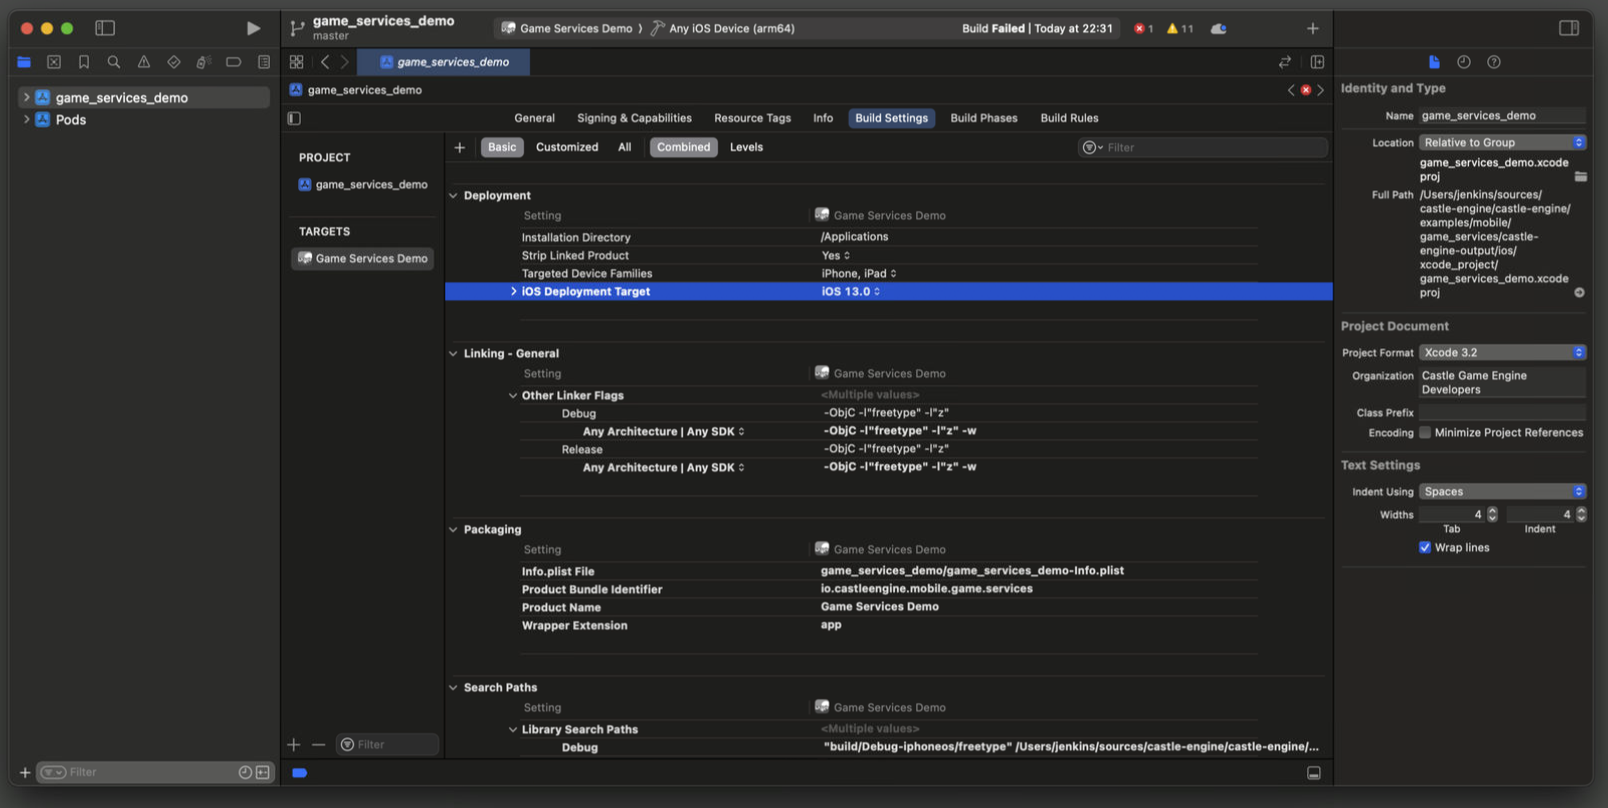 game_services_demo
master
Game Services Demo ⟩ Any iOS Device (arm64)
Build Failed | Today at 22:31
1
11
game_services_demo
game_services_demo
game_services_demo
Pods
General
Signing & Capabilities
Resource Tags
Info
Build Settings
Build Phases
Build Rules
PROJECT
game_services_demo
TARGETS
Game Services Demo
Basic
Customized
All
Combined
Levels
Filter
Deployment
Setting Game Services Demo
Installation Directory /Applications
Strip Linked Product Yes
Targeted Device Families iPhone, iPad
iOS Deployment Target iOS 13.0
Linking - General
Setting Game Services Demo
Other Linker Flags <Multiple values>
Debug -ObjC -l"freetype" -l"z"
Any Architecture | Any SDK -ObjC -l"freetype" -l"z" -w
Release -ObjC -l"freetype" -l"z"
Any Architecture | Any SDK -ObjC -l"freetype" -l"z" -w
Packaging
Setting Game Services Demo
Info.plist File game_services_demo/game_services_demo-Info.plist
Product Bundle Identifier io.castleengine.mobile.game.services
Product Name Game Services Demo
Wrapper Extension app
Search Paths
Setting Game Services Demo
Library Search Paths <Multiple values>
Debug "build/Debug-iphoneos/freetype" /Users/jenkins/sources/castle-engine/castle-engine/...
Filter
Filter
Identity and Type
Name game_services_demo
Location Relative to Group
game_services_demo.xcode
proj
Full Path /Users/jenkins/sources/
castle-engine/castle-engine/
examples/mobile/
game_services/castle-
engine-output/ios/
xcode_project/
game_services_demo.xcode
proj
Project Document
Project Format Xcode 3.2
Organization Castle Game Engine
Developers
Class Prefix
Encoding Minimize Project References
Text Settings
Indent Using Spaces
Widths 4 4
Tab Indent
Wrap lines